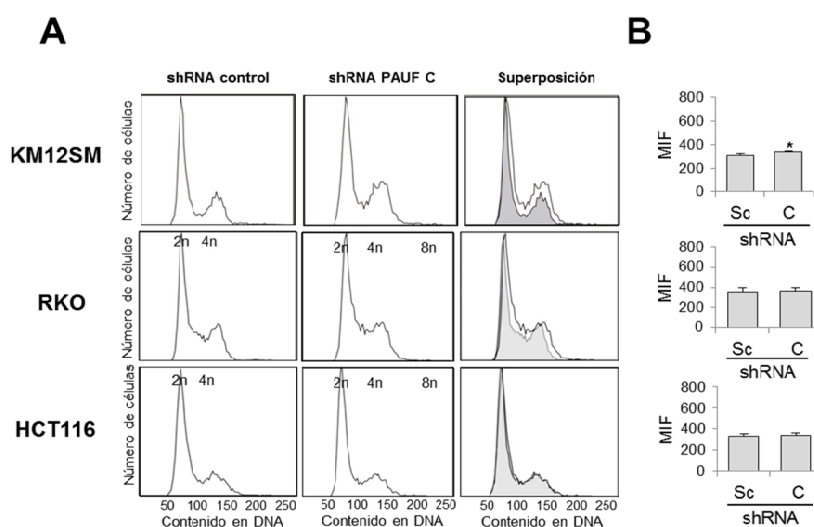 A
B
shRNA control
shRNA PAUF C
Superposición
KM12SM
Número de células
800
600
400
200
0
MIF
*
Sc C
shRNA
RKO
Número de células
2n 4n
2n 4n 8n
800
600
400
200
0
MIF
Sc C
shRNA
HCT116
Número de células
2n 4n
2n 4n 8n
800
600
400
200
0
MIF
Sc C
shRNA
50 100 150 200 250
50 100 150 200 250
50 100 150 200 250
Contenido en DNA
Contenido en DNA
Contenido en DNA